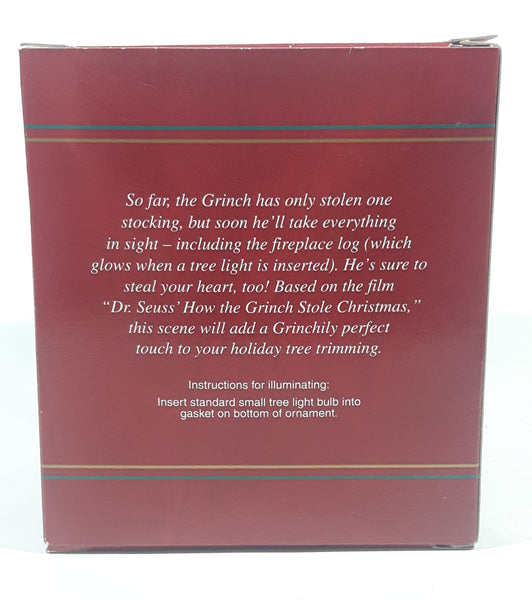 So far, the Grinch has only stolen one
stocking, but soon he'll take everything
in sight – including the fireplace log (which
glows when a tree light is inserted). He's sure to
steal your heart, too! Based on the film
“Dr. Seuss' How the Grinch Stole Christmas,”
this scene will add a Grinchily perfect
touch to your holiday tree trimming.
Instructions for illuminating:
Insert standard small tree light bulb into
gasket on bottom of ornament.